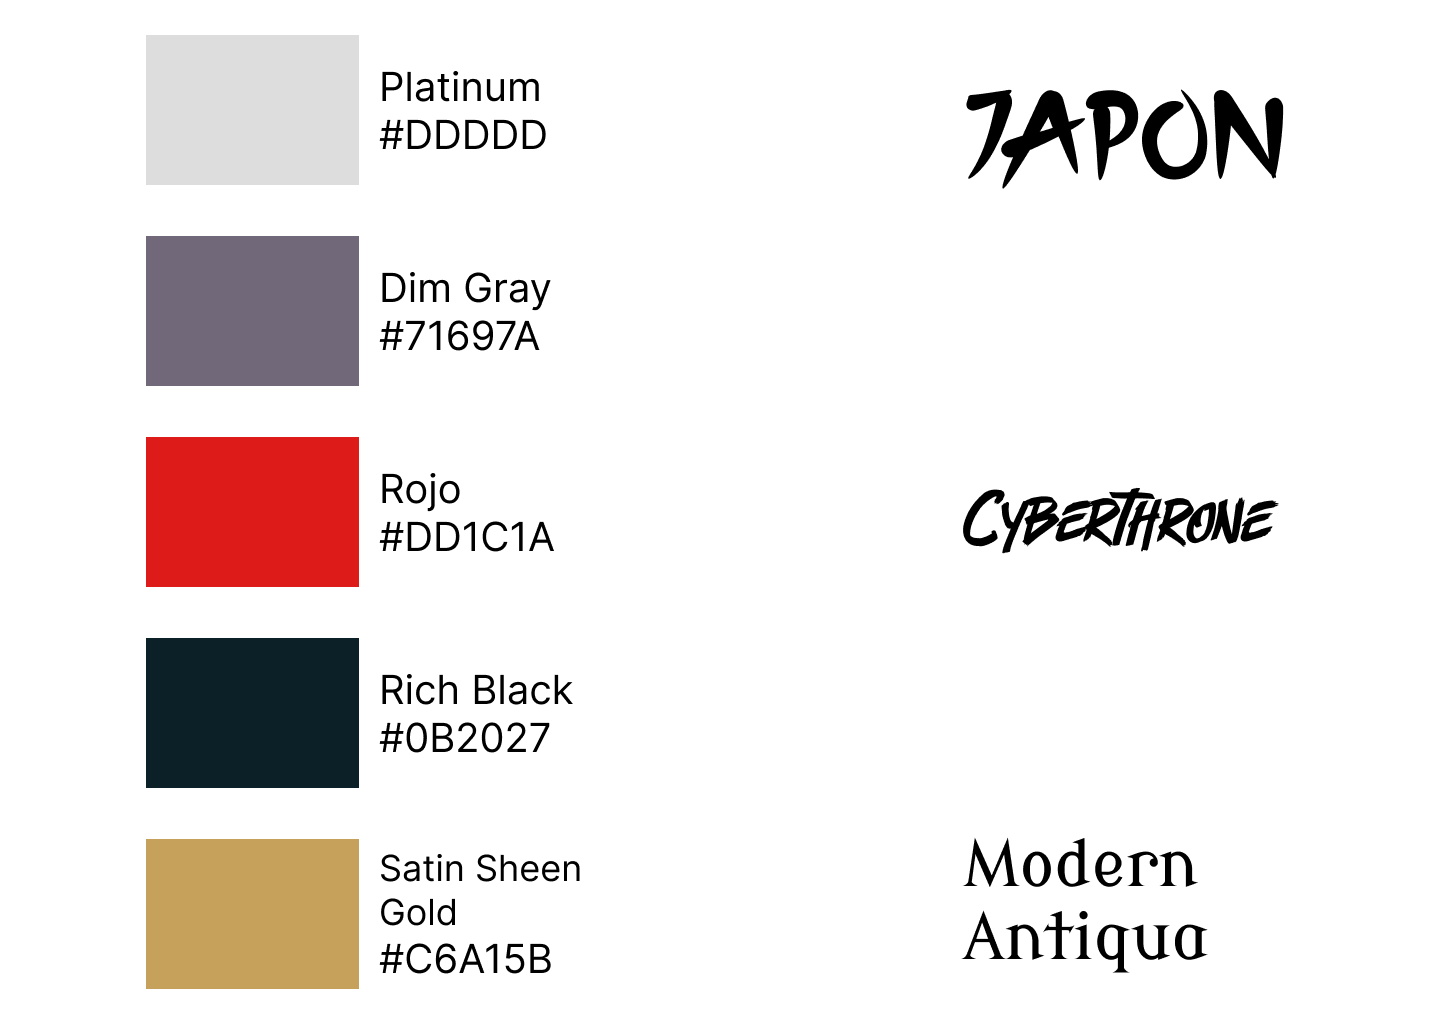 Platinum
#DDDDD
Dim Gray
#71697A
Rojo
#DD1C1A
Rich Black
#0B2027
Satin Sheen
Gold
#C6A15B
JAPON
CYBERTHRONE
Modern
Antiqua